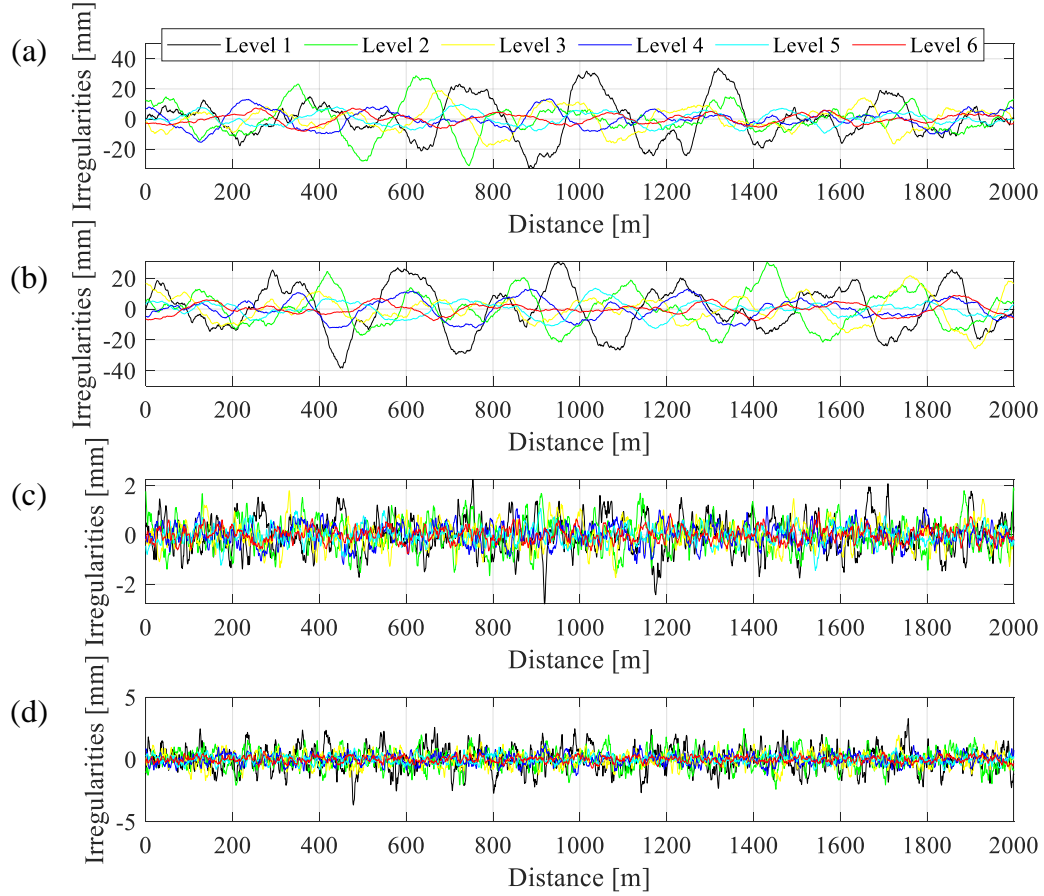 (a)
Irregularities [mm]
Level 1 Level 2 Level 3 Level 4 Level 5 Level 6
40
20
0
-20
0 200 400 600 800 1000 1200 1400 1600 1800 2000
Distance [m]
(b)
Irregularities [mm]
20
0
-20
-40
0 200 400 600 800 1000 1200 1400 1600 1800 2000
Distance [m]
(c)
Irregularities [mm]
2
0
-2
0 200 400 600 800 1000 1200 1400 1600 1800 2000
Distance [m]
(d)
Irregularities [mm]
5
0
-5
0 200 400 600 800 1000 1200 1400 1600 1800 2000
Distance [m]